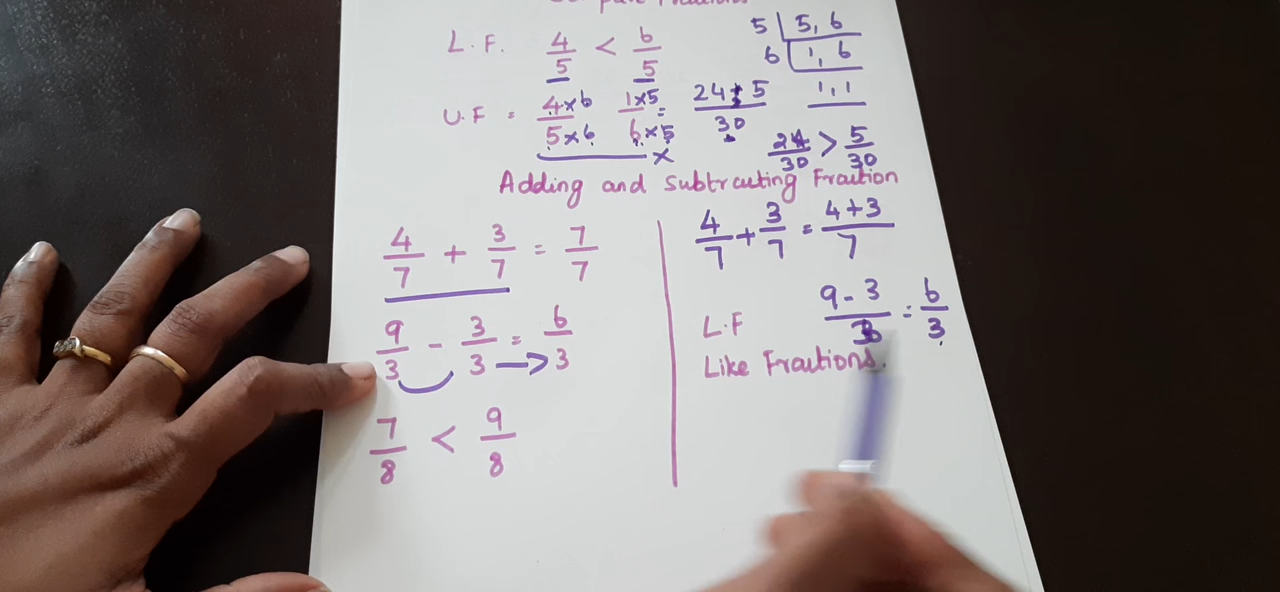 L.F. 4/5 < 6/5
5 | 5, 6
6 | 1, 6
1, 1
U.F = 4×6/5×6 1×5/6×5 = 24 5/30
×
24/30 > 5/30
Adding and Subtracting Fraction
4/7 + 3/7 = 7/7
9/3 - 3/3 = 6/3
7/8 < 9/8
4/7 + 3/7 = 4+3/7
9-3/3 = 6/3
L.F
Like Fractions.